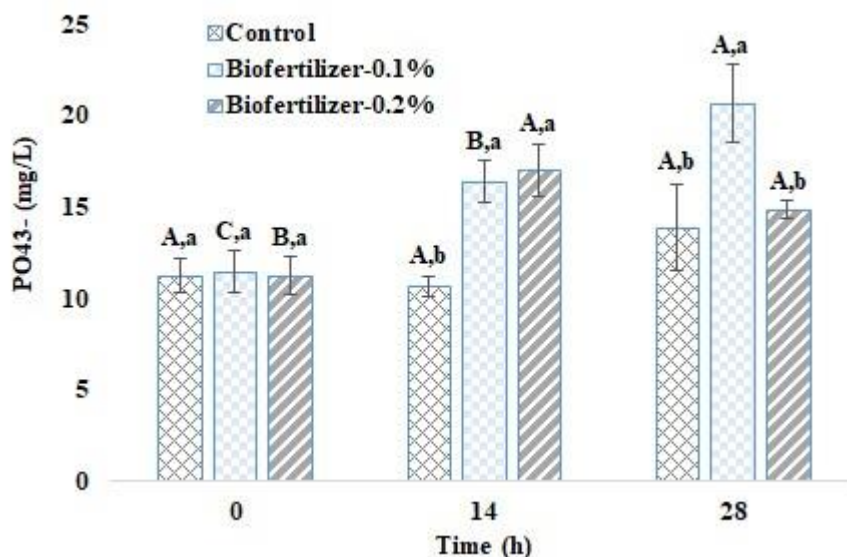 25
20
15
10
5
0
PO43- (mg/L)
Control
Biofertilizer-0.1%
Biofertilizer-0.2%
A,a
C,a
B,a
A,b
B,a
A,a
A,b
A,a
A,b
0
14
28
Time (h)